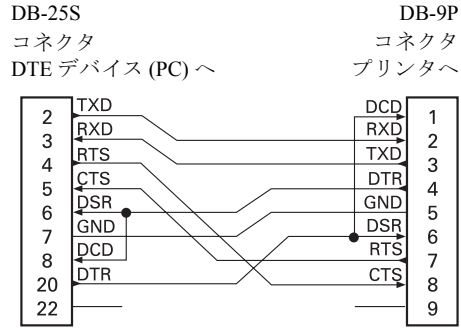 DB-25S
コネクタ
DTE デバイス (PC) へ
DB-9P
コネクタ
プリンタへ
2 TXD
3 RXD
4 RTS
5 CTS
6 DSR
7 GND
8 DCD
20 DTR
22
DCD 1
RXD 2
TXD 3
DTR 4
GND 5
DSR 6
RTS 7
CTS 8
9